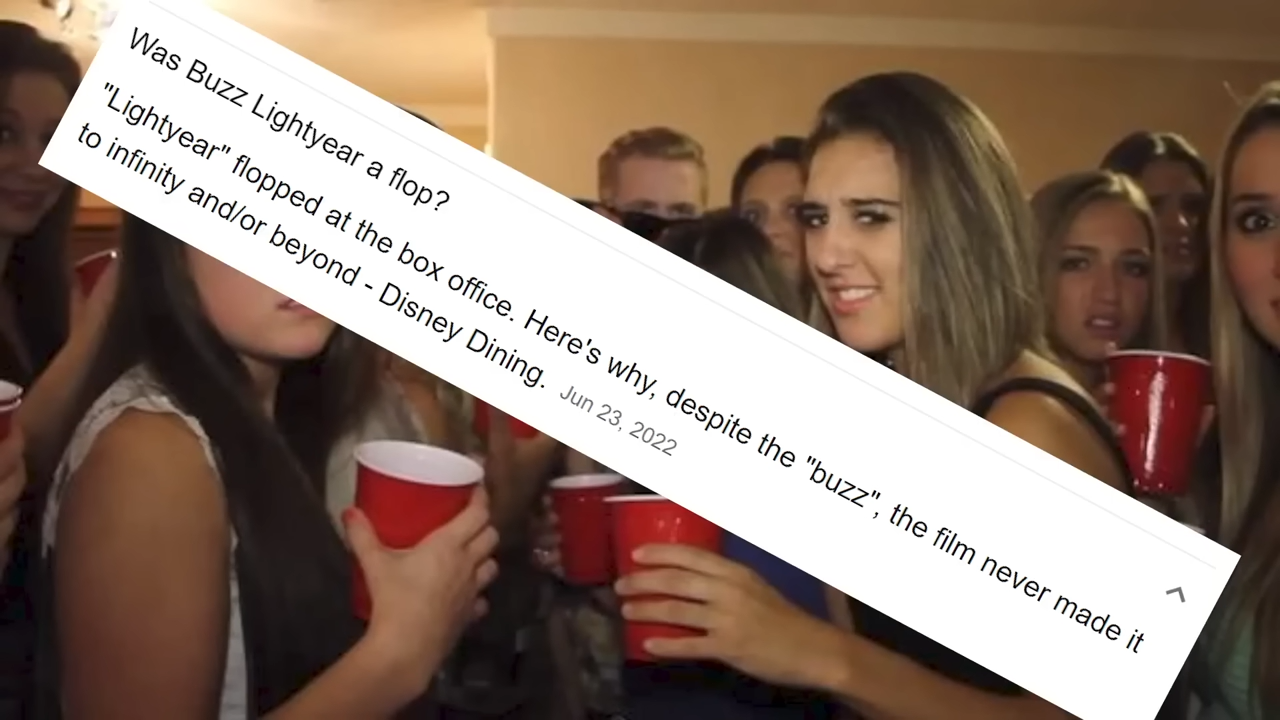 Was Buzz Lightyear a flop?
"Lightyear" flopped at the box office. Here's why, despite the "buzz", the film never made it
to infinity and/or beyond - Disney Dining. Jun 23, 2022